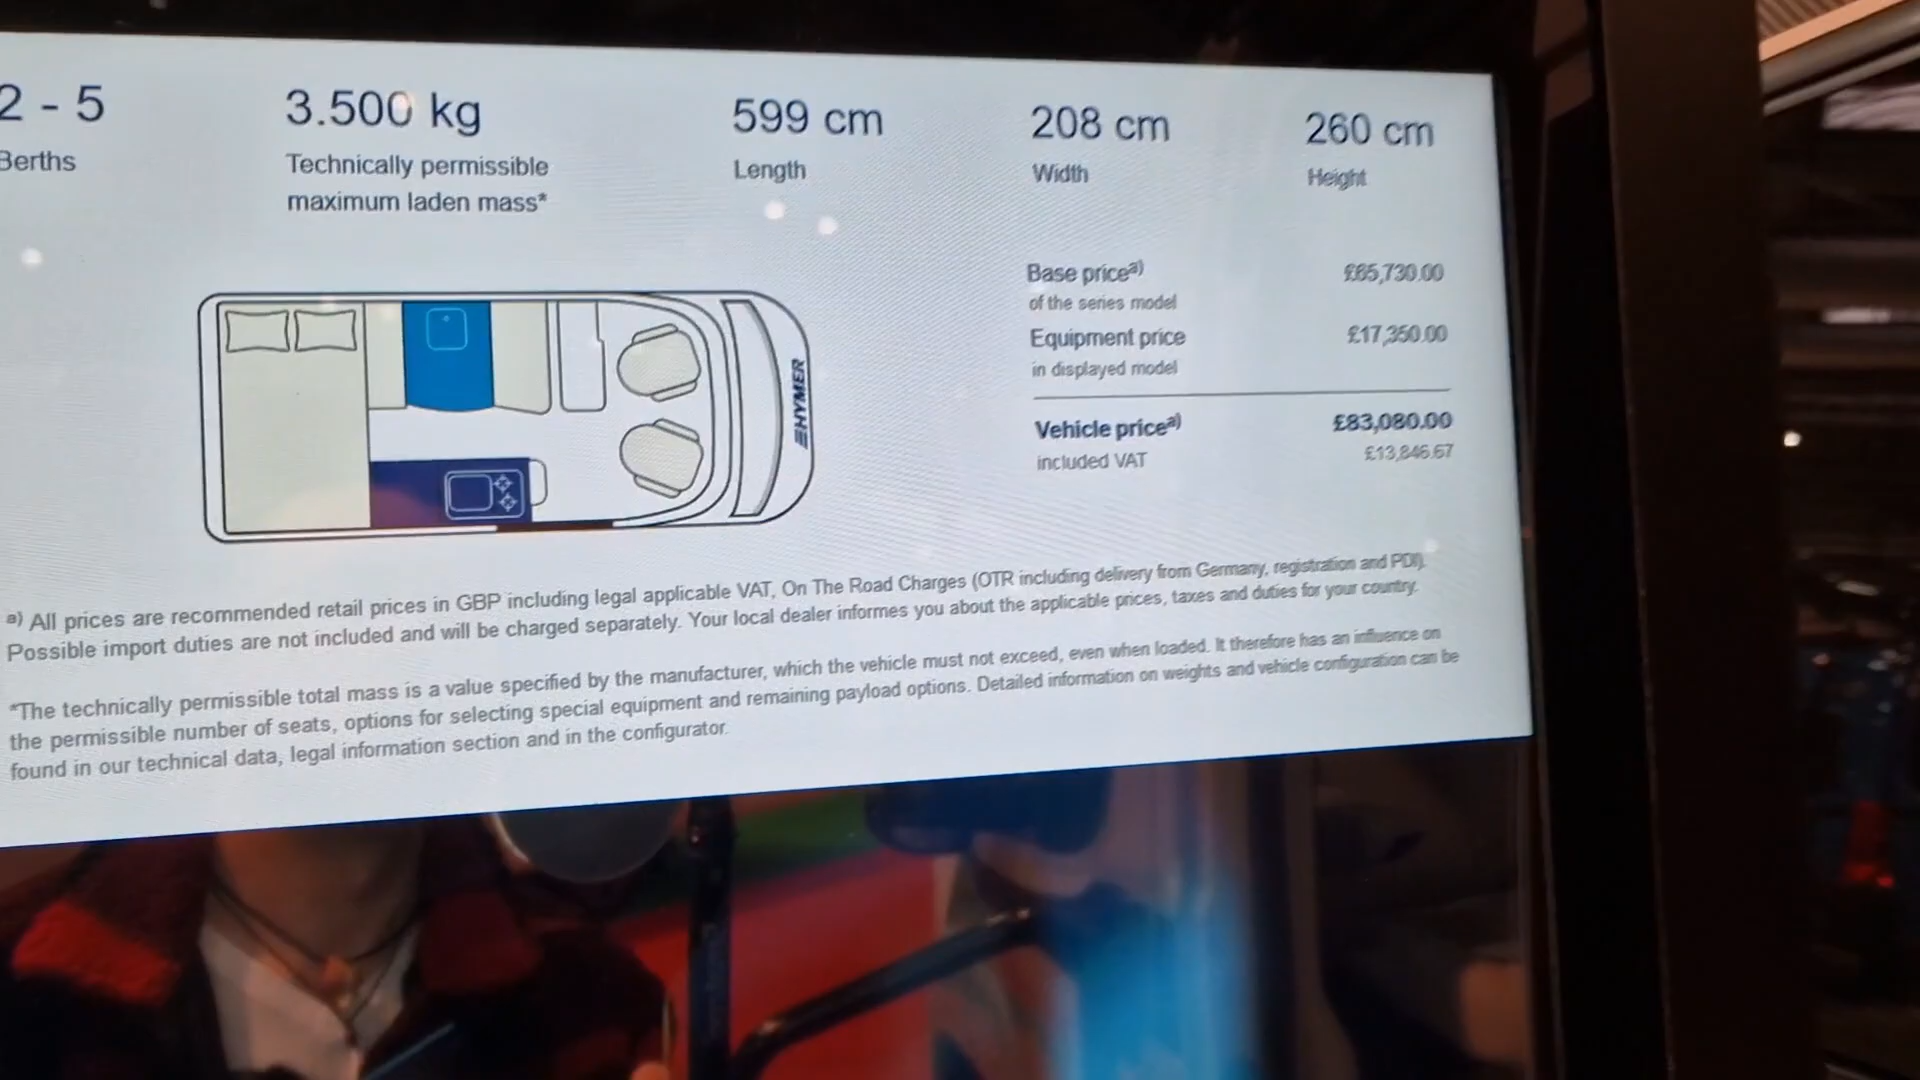 2 - 5
Berths
3.500 kg
Technically permissible
maximum laden mass*
599 cm
Length
208 cm
Width
260 cm
Height
HYMER
Base price a)
of the series model
£65,730.00
Equipment price
in displayed model
£17,350.00
Vehicle price a)
£83,080.00
included VAT
£13,846.67
a) All prices are recommended retail prices in GBP including legal applicable VAT, On The Road Charges (OTR including delivery from Germany, registration and PDI).
Possible import duties are not included and will be charged separately. Your local dealer informes you about the applicable prices, taxes and duties for your country.
*The technically permissible total mass is a value specified by the manufacturer, which the vehicle must not exceed, even when loaded. It therefore has an influence on
the permissible number of seats, options for selecting special equipment and remaining payload options. Detailed information on weights and vehicle configuration can be
found in our technical data, legal information section and in the configurator.